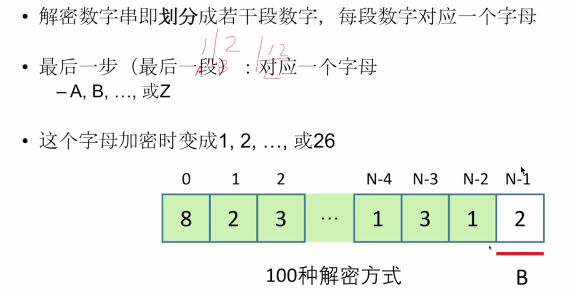 • 解密数字串即划分成若干段数字，每段数字对应一个字母
1 | 2 | 12
A B L
• 最后一步（最后一段）：对应一个字母
– A, B, …, 或Z
• 这个字母加密时变成1, 2, …, 或26
0 1 2 N-4 N-3 N-2 N-1
8 2 3 … 1 3 1 2
100种解密方式 B